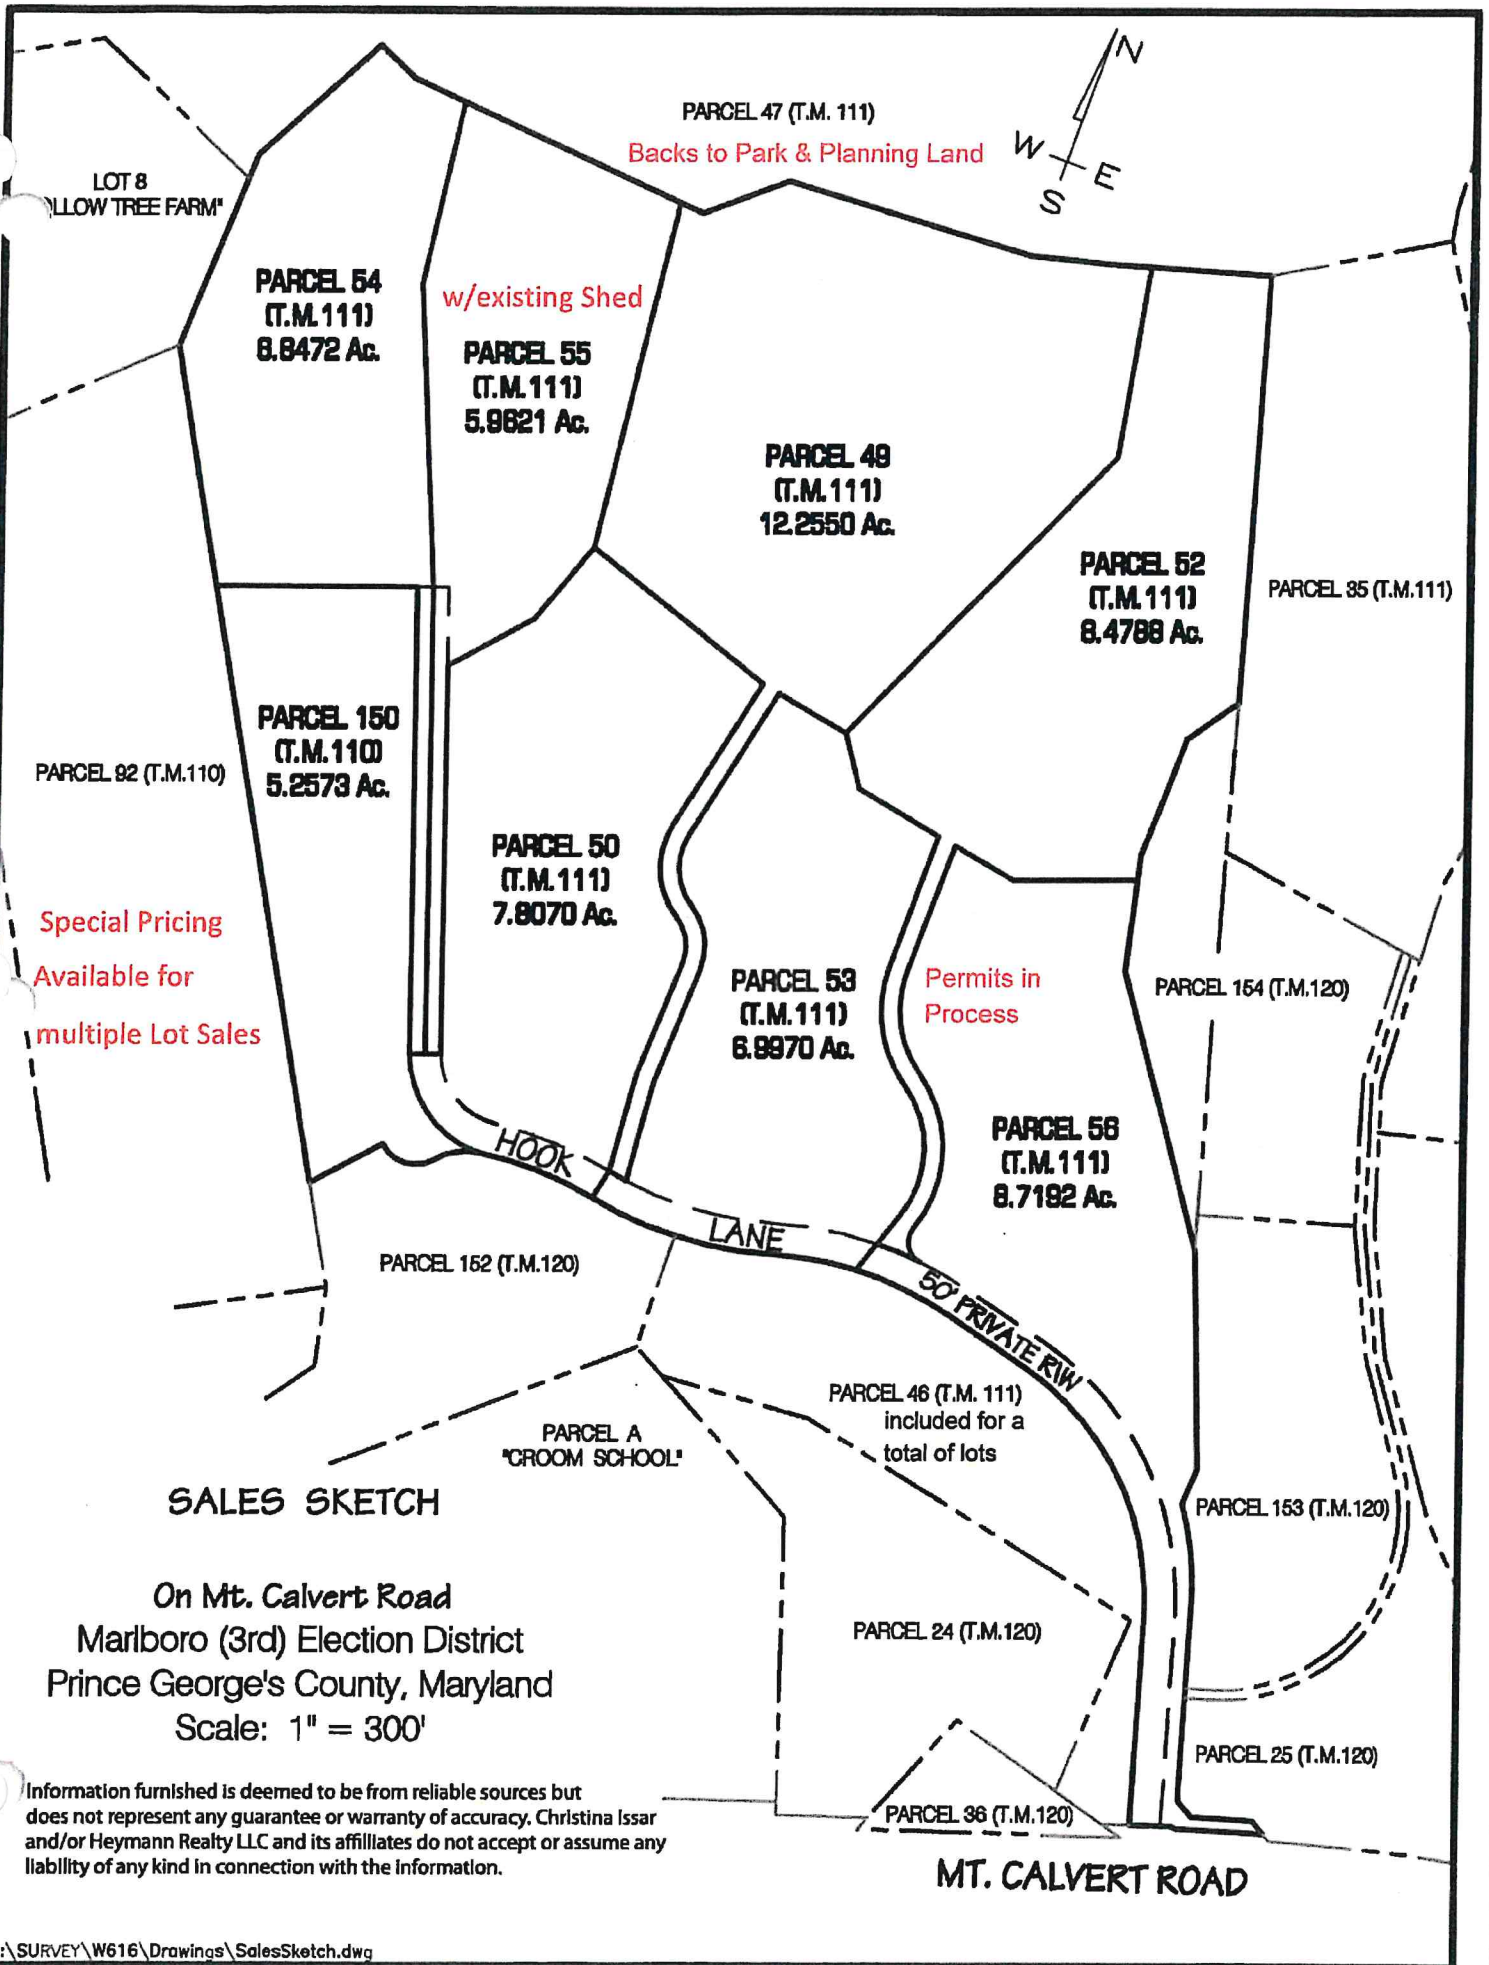 N
W
E
S
PARCEL 47 (T.M. 111)
Backs to Park & Planning Land
LOT 8
OLLOW TREE FARM"
PARCEL 54
(T.M.111)
8.8472 Ac.
w/existing Shed
PARCEL 55
(T.M.111)
5.9621 Ac.
PARCEL 49
(T.M.111)
12.2550 Ac.
PARCEL 52
(T.M.111)
8.4788 Ac.
PARCEL 35 (T.M.111)
PARCEL 150
(T.M.110)
5.2573 Ac.
PARCEL 92 (T.M.110)
PARCEL 50
(T.M.111)
7.8070 Ac.
Special Pricing
Available for
multiple Lot Sales
PARCEL 53
(T.M.111)
6.9970 Ac.
Permits in
Process
PARCEL 154 (T.M.120)
PARCEL 56
(T.M.111)
8.7192 Ac.
HOOK
LANE
50' PRIVATE R/W
PARCEL 152 (T.M.120)
PARCEL 46 (T.M. 111)
included for a
total of lots
PARCEL A
"CROOM SCHOOL"
PARCEL 153 (T.M.120)
SALES SKETCH
On Mt. Calvert Road
Marlboro (3rd) Election District
Prince George's County, Maryland
Scale: 1" = 300'
PARCEL 24 (T.M.120)
PARCEL 25 (T.M.120)
PARCEL 36 (T.M.120)
Information furnished is deemed to be from reliable sources but
does not represent any guarantee or warranty of accuracy. Christina Issar
and/or Heymann Realty LLC and its affilliates do not accept or assume any
liability of any kind in connection with the information.
MT. CALVERT ROAD
:\SURVEY\W616\Drawings\SalesSketch.dwg